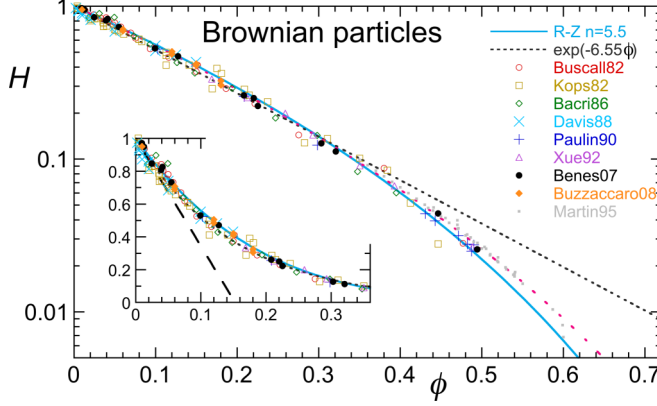 Brownian particles
H
1
0.1
0.01
R-Z n=5.5
exp(-6.55ϕ)
Buscall82
Kops82
Bacri86
Davis88
Paulin90
Xue92
Benes07
Buzzaccaro08
Martin95
1
0.8
0.6
0.4
0.2
0
0 0.1 0.2 0.3
0 0.1 0.2 0.3 0.4 0.5 0.6 0.7
ϕ